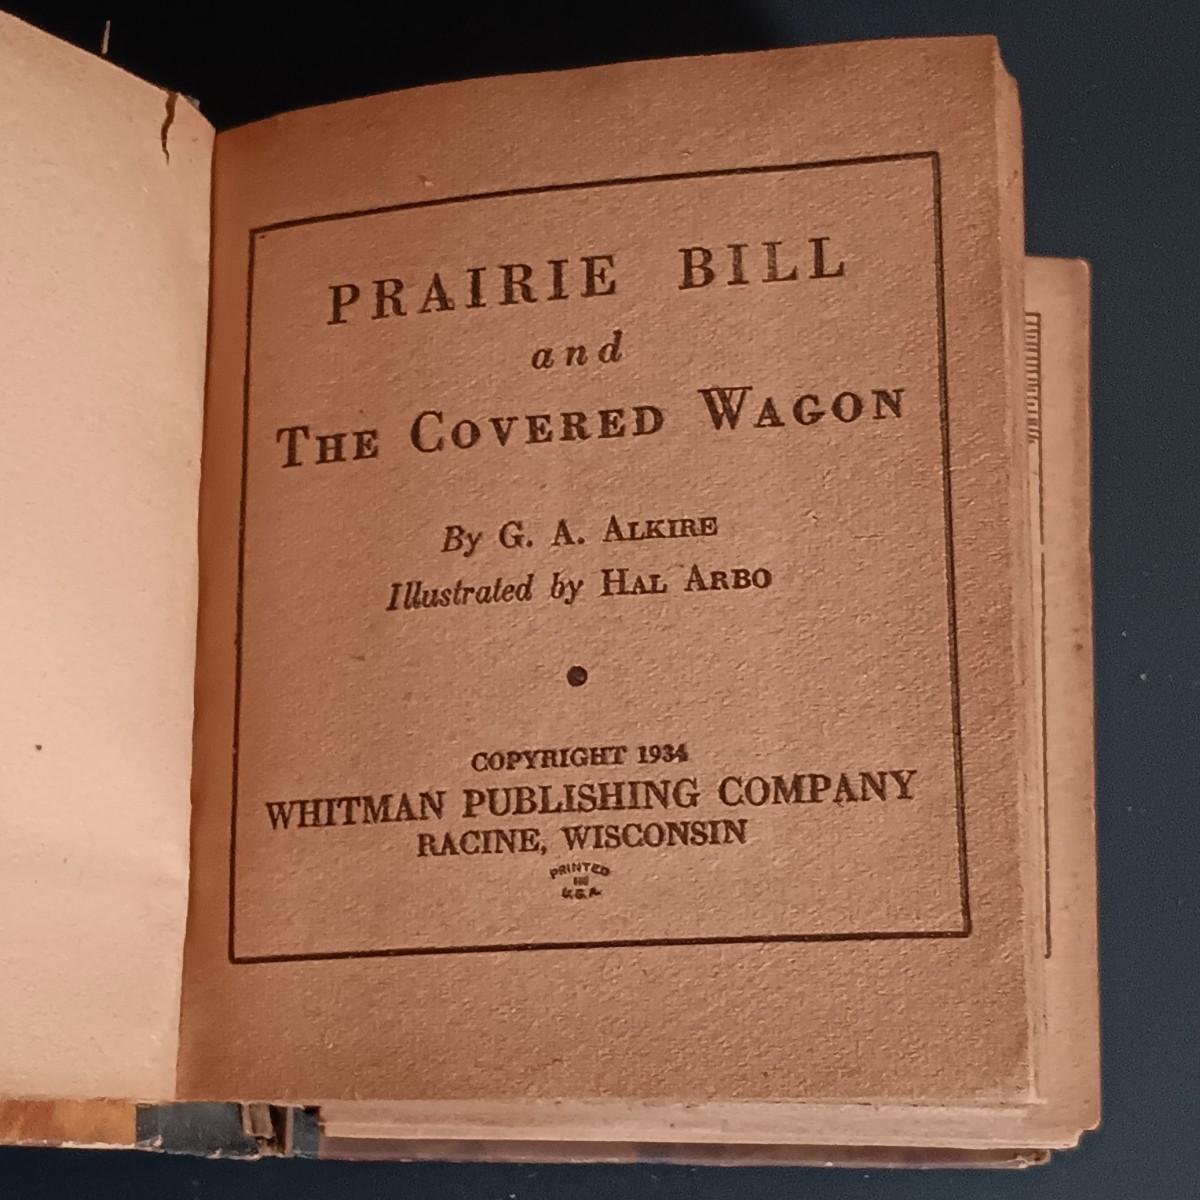 PRAIRIE BILL
and
THE COVERED WAGON
By G. A. ALKIRE
Illustrated by HAL ARBO
COPYRIGHT 1934
WHITMAN PUBLISHING COMPANY
RACINE, WISCONSIN
PRINTED
IN
U.S.A.